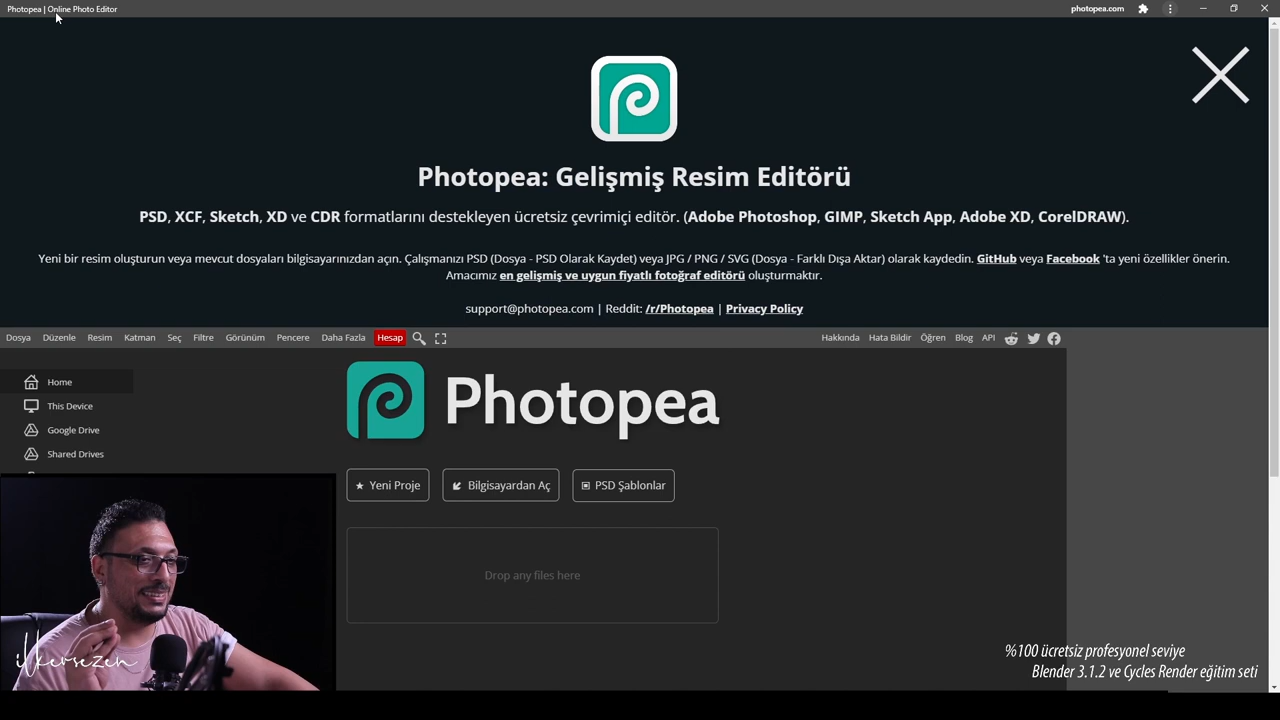 Photopea | Online Photo Editor
photopea.com
Photopea: Gelişmiş Resim Editörü
PSD, XCF, Sketch, XD ve CDR formatlarını destekleyen ücretsiz çevrimiçi editör. (Adobe Photoshop, GIMP, Sketch App, Adobe XD, CorelDRAW).
Yeni bir resim oluşturun veya mevcut dosyaları bilgisayarınızdan açın. Çalışmanızı PSD (Dosya - PSD Olarak Kaydet) veya JPG / PNG / SVG (Dosya - Farklı Dışa Aktar) olarak kaydedin. GitHub veya Facebook 'ta yeni özellikler önerin.
Amacımız en gelişmiş ve uygun fiyatlı fotoğraf editörü oluşturmaktır.
support@photopea.com | Reddit: /r/Photopea | Privacy Policy
Dosya Düzenle Resim Katman Seç Filtre Görünüm Pencere Daha Fazla Hesap Hakkında Hata Bildir Öğren Blog API
Photopea
Home
This Device
Google Drive
Shared Drives
Yeni Proje Bilgisayardan Aç PSD Şablonlar
Drop any files here
ilkersezen
%100 ücretsiz profesyonel seviye
Blender 3.1.2 ve Cycles Render eğitim seti